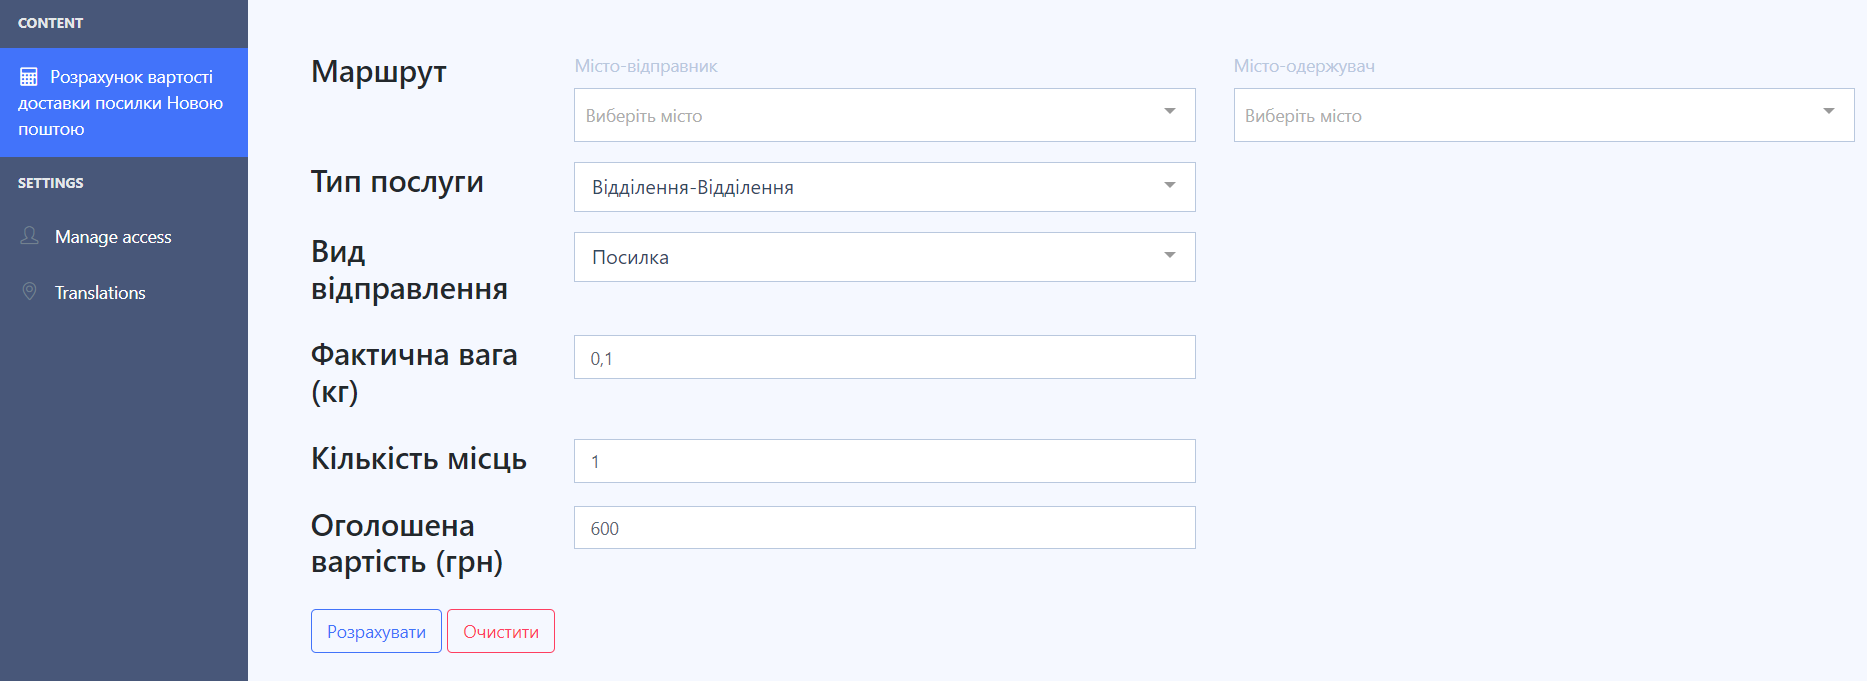 CONTENT
Розрахунок вартості
доставки посилки Новою
поштою
SETTINGS
Manage access
Translations
Маршрут
Місто-відправник
Місто-одержувач
Виберіть місто
Виберіть місто
Тип послуги
Відділення-Відділення
Вид
відправлення
Посилка
Фактична вага
(кг)
0,1
Кількість місць
1
Оголошена
вартість (грн)
600
Розрахувати
Очистити